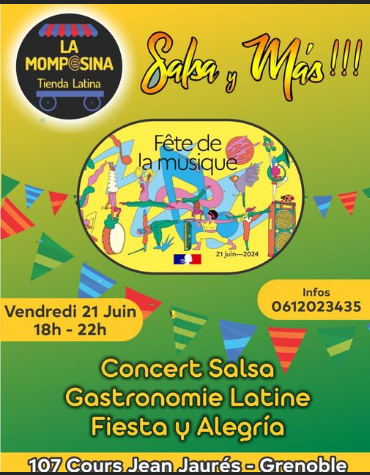 LA
MOMPOSINA
Tienda Latina
Salsa y Más!!!
Fête de
la musique
21 juin—2024
Vendredi 21 Juin
18h - 22h
Infos
0612023435
Concert Salsa
Gastronomie Latine
Fiesta y Alegría
107 Cours Jean Jaurés - Grenoble